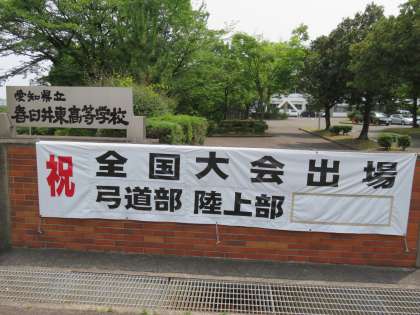 愛知県立
春日井東高等学校
祝
全国大会出場
弓道部 陸上部